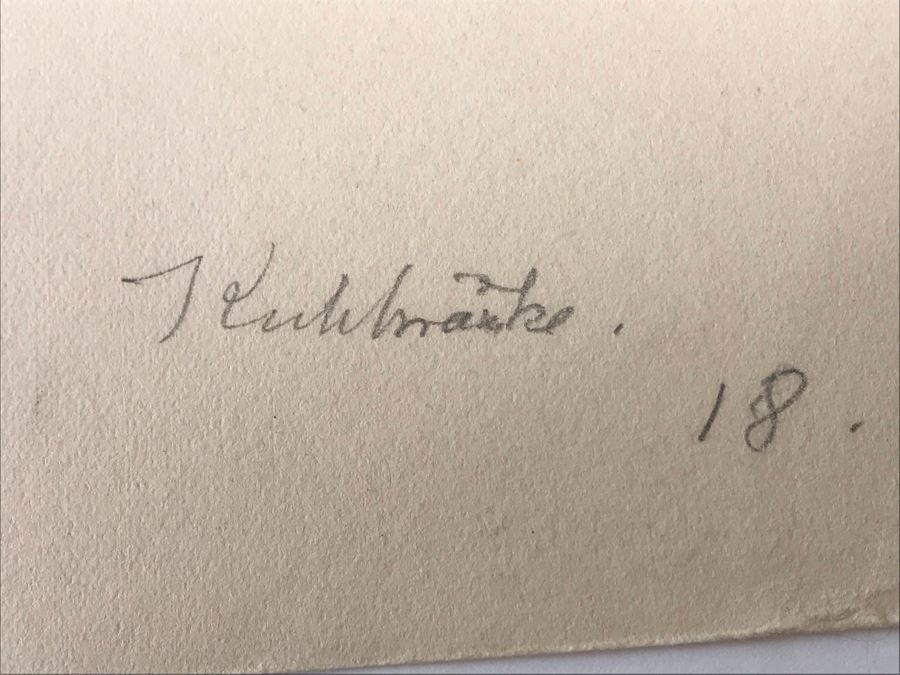 Kuhtränke .
18 .